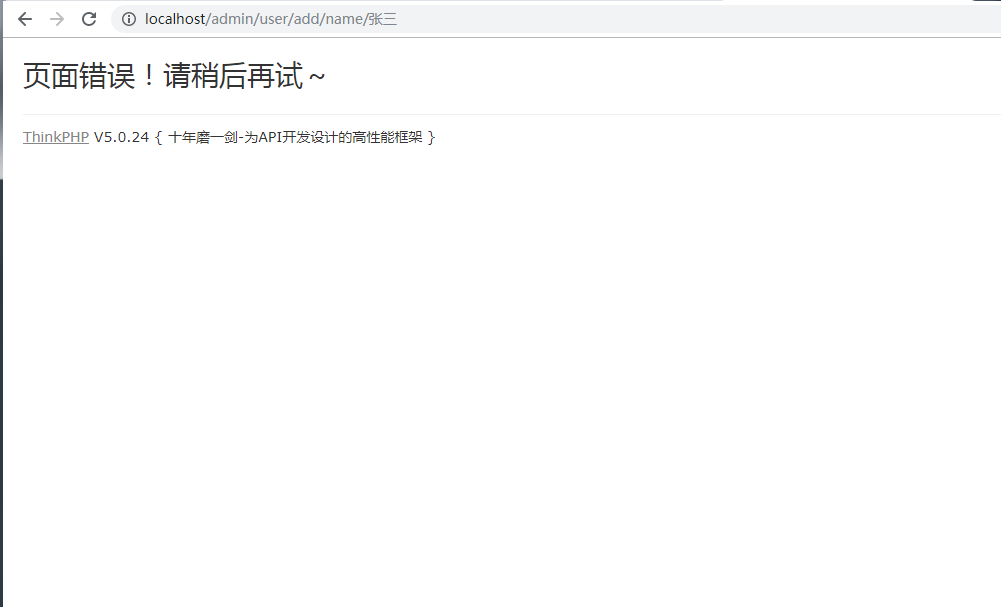 localhost/admin/user/add/name/张三
页面错误！请稍后再试～
ThinkPHP V5.0.24 { 十年磨一剑-为API开发设计的高性能框架 }